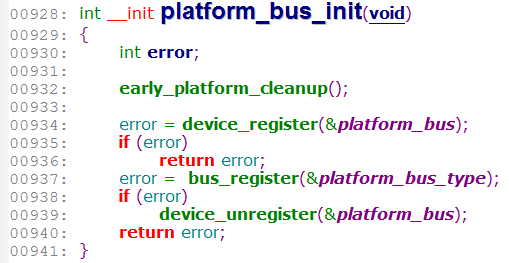 00928: int __init platform_bus_init(void)
00929: {
00930:     int error;
00931:
00932:     early_platform_cleanup();
00933:
00934:     error = device_register(&platform_bus);
00935:     if (error)
00936:         return error;
00937:     error =  bus_register(&platform_bus_type);
00938:     if (error)
00939:         device_unregister(&platform_bus);
00940:     return error;
00941: }